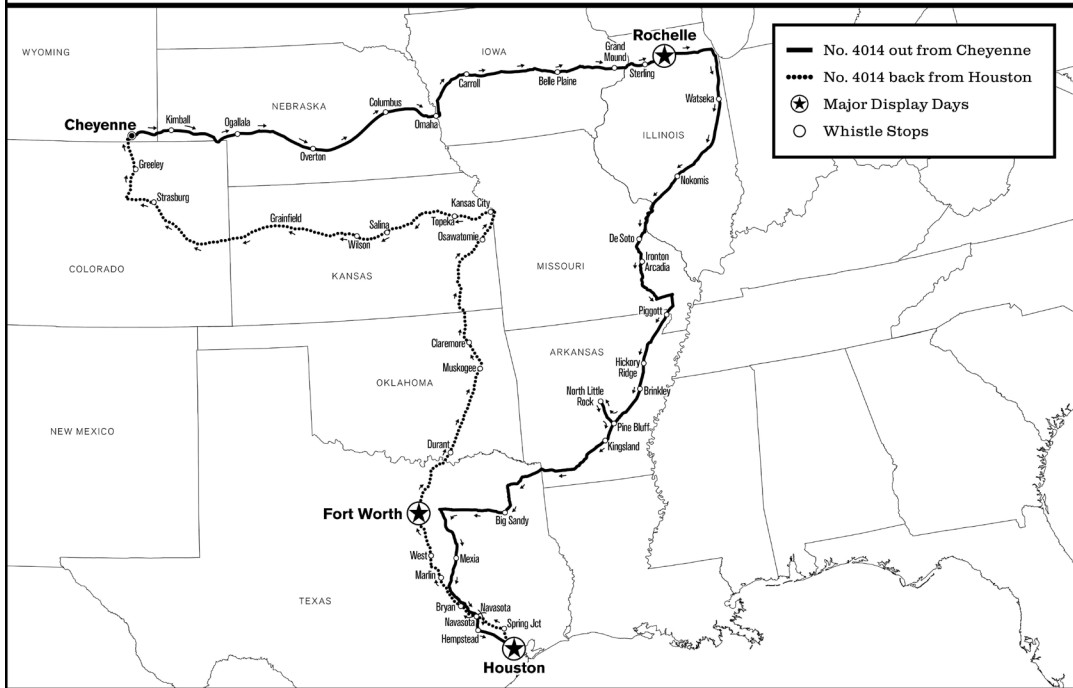 WYOMING
IOWA
NEBRASKA
ILLINOIS
COLORADO
KANSAS
MISSOURI
OKLAHOMA
ARKANSAS
NEW MEXICO
TEXAS
No. 4014 out from Cheyenne
No. 4014 back from Houston
Major Display Days
Whistle Stops
Cheyenne
Kimball
Ogallala
Overton
Columbus
Omaha
Carroll
Belle Plaine
Grand
Mound
Sterling
Rochelle
Watseka
Nokomis
De Soto
Ironton
Arcadia
Piggott
Hickory
Ridge
Brinkley
North Little
Rock
Pine Bluff
Kingsland
Big Sandy
Mexia
Navasota
Hempstead
Houston
Spring Jct
Navasota
Bryan
Marlin
West
Fort Worth
Durant
Muskogee
Claremore
Osawatomie
Kansas City
Topeka
Salina
Wilson
Grainfield
Strasburg
Greeley